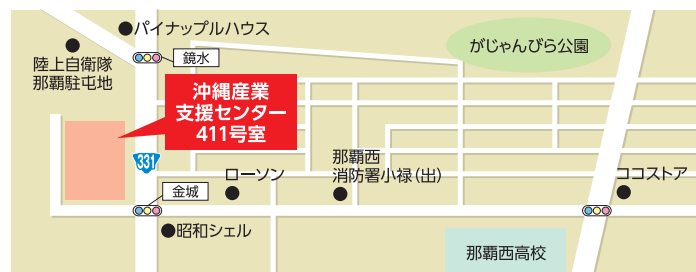 パイナップルハウス
陸上自衛隊
那覇駐屯地
鏡水
がじゃんびら公園
沖縄産業
支援センター
411号室
331
金城
ローソン
那覇西
消防署小禄(出)
ココストア
昭和シェル
那覇西高校